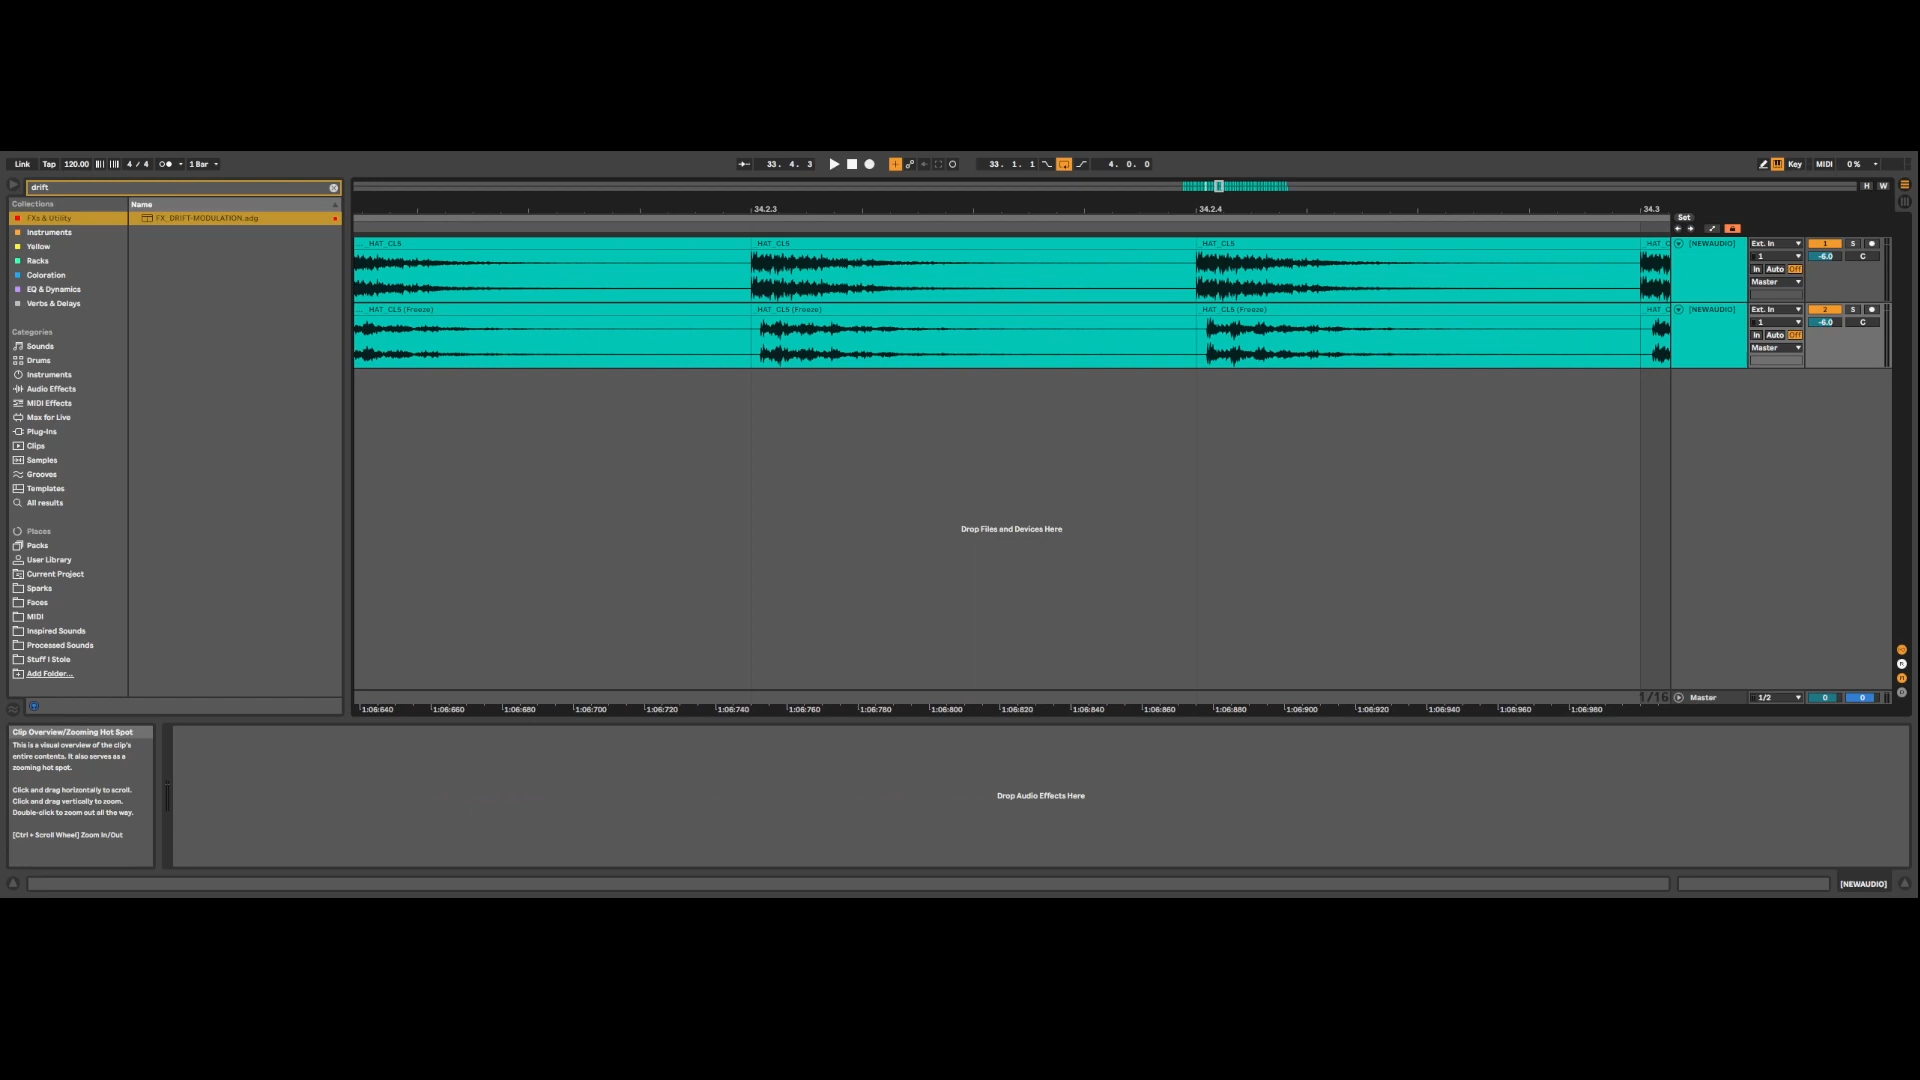 Link Tap 120.00 4 / 4 1 Bar 33. 4. 3 33. 1. 1 4. 0. 0 Key MIDI 0 %
drift H W
Collections Name
FXs & Utility FX_DRIFT-MODULATION.adg
Instruments
Yellow
Racks
Coloration
EQ & Dynamics
Verbs & Delays
Categories
Sounds
Drums
Instruments
Audio Effects
MIDI Effects
Max for Live
Plug-Ins
Clips
Samples
Grooves
Templates
All results
Places
Packs
User Library
Current Project
Sparks
Faces
MIDI
Inspired Sounds
Processed Sounds
Stuff I Stole
Add Folder...
34.2.3 34.2.4 34.3
Set
... _HAT_CLS HAT_CLS HAT_CLS HAT_C [NEWAUDIO] Ext. In 1 S
1 -6.0 C
In Auto Off
Master
... _HAT_CLS (Freeze) HAT_CLS (Freeze) HAT_CLS (Freeze) HAT_C [NEWAUDIO] Ext. In 2 S
1 -6.0 C
In Auto Off
Master
Drop Files and Devices Here
1/16 Master 1/2 0 0
1:06:640 1:06:660 1:06:680 1:06:700 1:06:720 1:06:740 1:06:760 1:06:780 1:06:800 1:06:820 1:06:840 1:06:860 1:06:880 1:06:900 1:06:920 1:06:940 1:06:960 1:06:980
Clip Overview/Zooming Hot Spot
This is a visual overview of the clip's
entire contents. It also serves as a
zooming hot spot.
Click and drag horizontally to scroll.
Click and drag vertically to zoom.
Double-click to zoom out all the way.
[Ctrl + Scroll Wheel] Zoom In/Out
Drop Audio Effects Here
[NEWAUDIO]